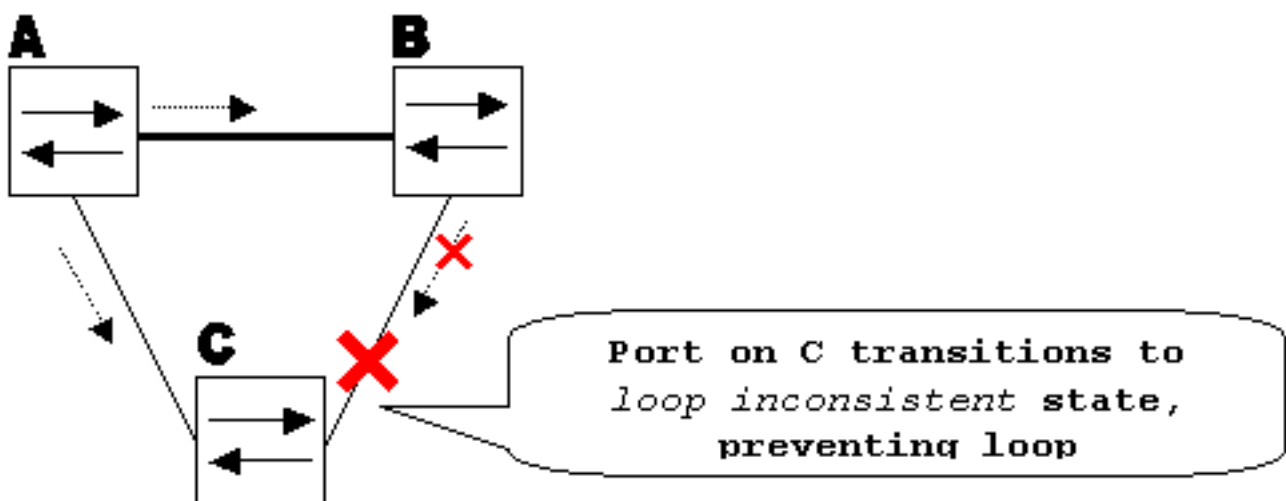 A
B
C
Port on C transitions to
loop inconsistent state,
preventing loop